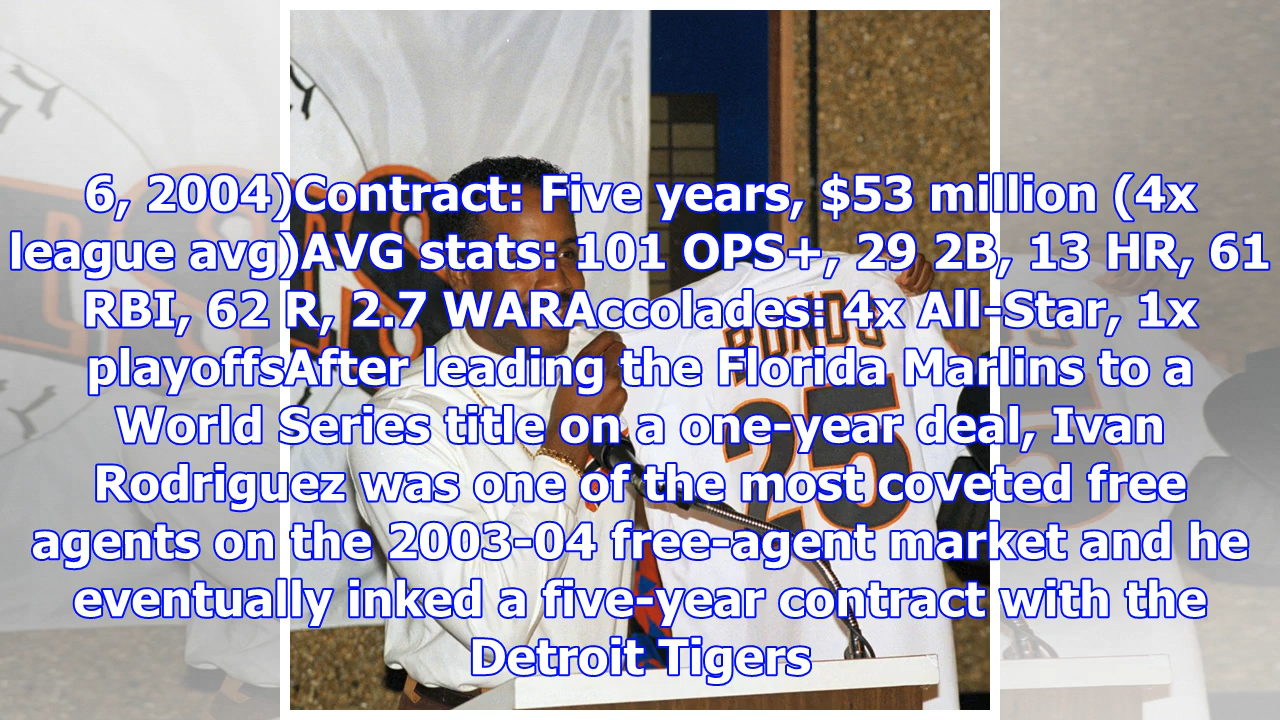 6, 2004)Contract: Five years, $53 million (4x
league avg)AVG stats: 101 OPS+, 29 2B, 13 HR, 61
RBI, 62 R, 2.7 WARAccolades: 4x All-Star, 1x
playoffsAfter leading the Florida Marlins to a
World Series title on a one-year deal, Ivan
Rodriguez was one of the most coveted free
agents on the 2003-04 free-agent market and he
eventually inked a five-year contract with the
Detroit Tigers
BONDS
25